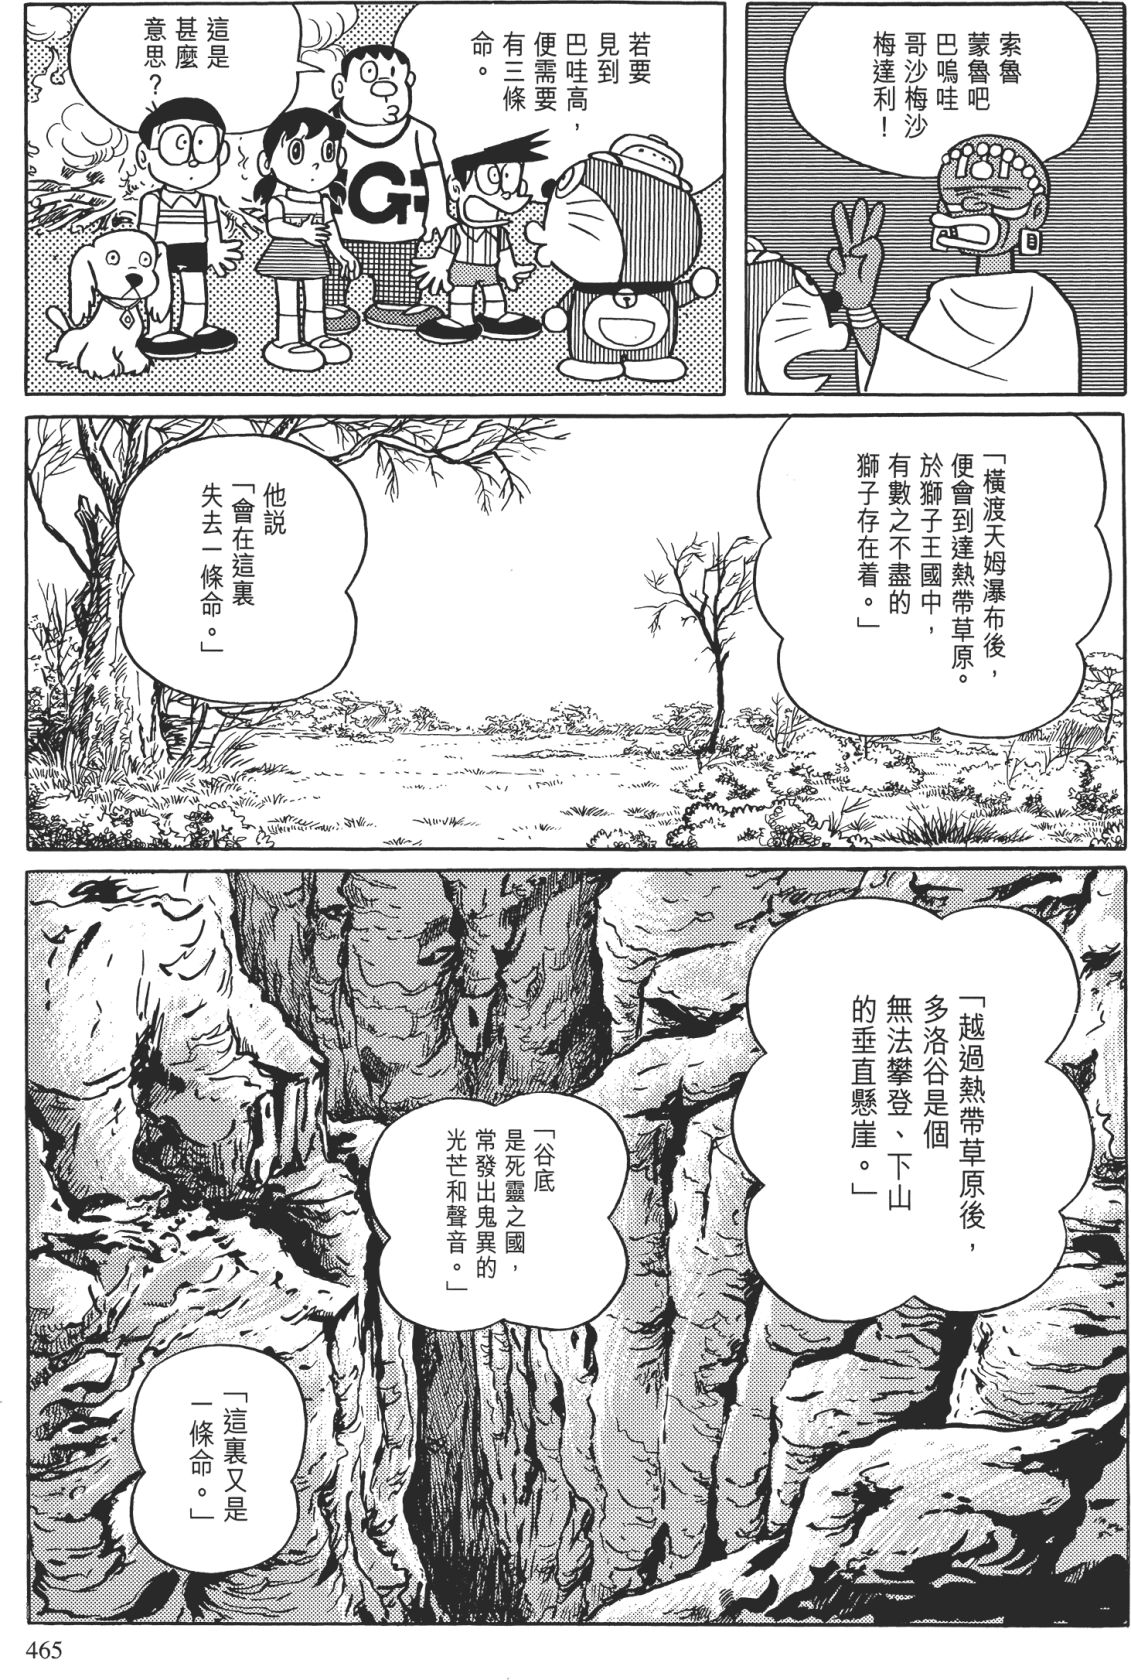 索魯
蒙魯吧
巴嗚哇
哥沙梅沙
梅達利！
若要
見到
巴哇高，
便需要
有三條
命。
這是
甚麼
意思？
G
「橫渡天姆瀑布後，
便會到達熱帶草原。
於獅子王國中，
有數之不盡的
獅子存在着。」
他說
「會在這裏
失去一條命。」
「越過熱帶草原後，
多洛谷是個
無法攀登、下山
的垂直懸崖。」
「谷底
是死靈之國，
常發出鬼異的
光芒和聲音。」
「這裏又是
一條命。」
465